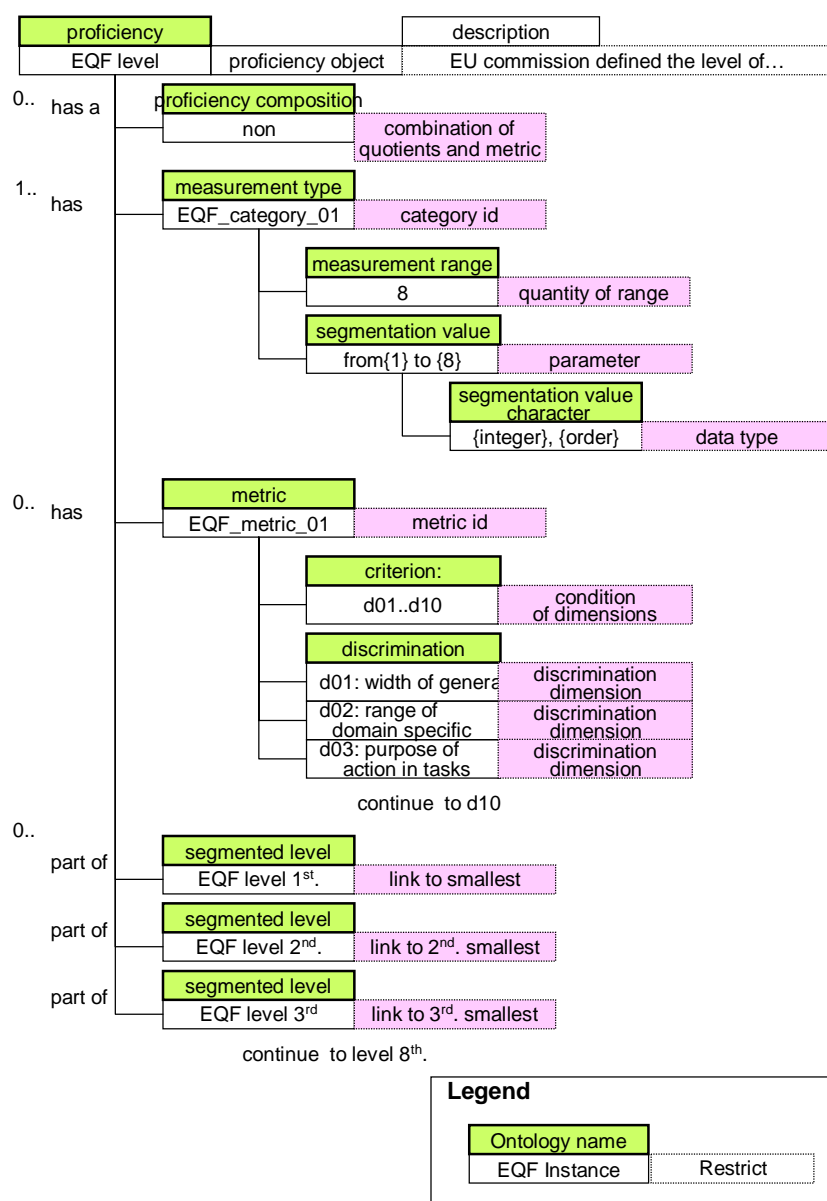 proficiency
description
EQF level
proficiency object
EU commission defined the level of…
0..
has a
proficiency composition
non
combination of
quotients and metric
1..
has
measurement type
EQF_category_01
category id
measurement range
8
quantity of range
segmentation value
from{1} to {8}
parameter
segmentation value
character
{integer}, {order}
data type
0..
has
metric
EQF_metric_01
metric id
criterion:
d01..d10
condition
of dimensions
discrimination
d01: width of genera
discrimination
dimension
d02: range of
domain specific
discrimination
dimension
d03: purpose of
action in tasks
discrimination
dimension
continue to d10
0..
part of
segmented level
EQF level 1st.
link to smallest
part of
segmented level
EQF level 2nd.
link to 2nd. smallest
part of
segmented level
EQF level 3rd
link to 3rd. smallest
continue to level 8th.
Legend
Ontology name
EQF Instance
Restrict